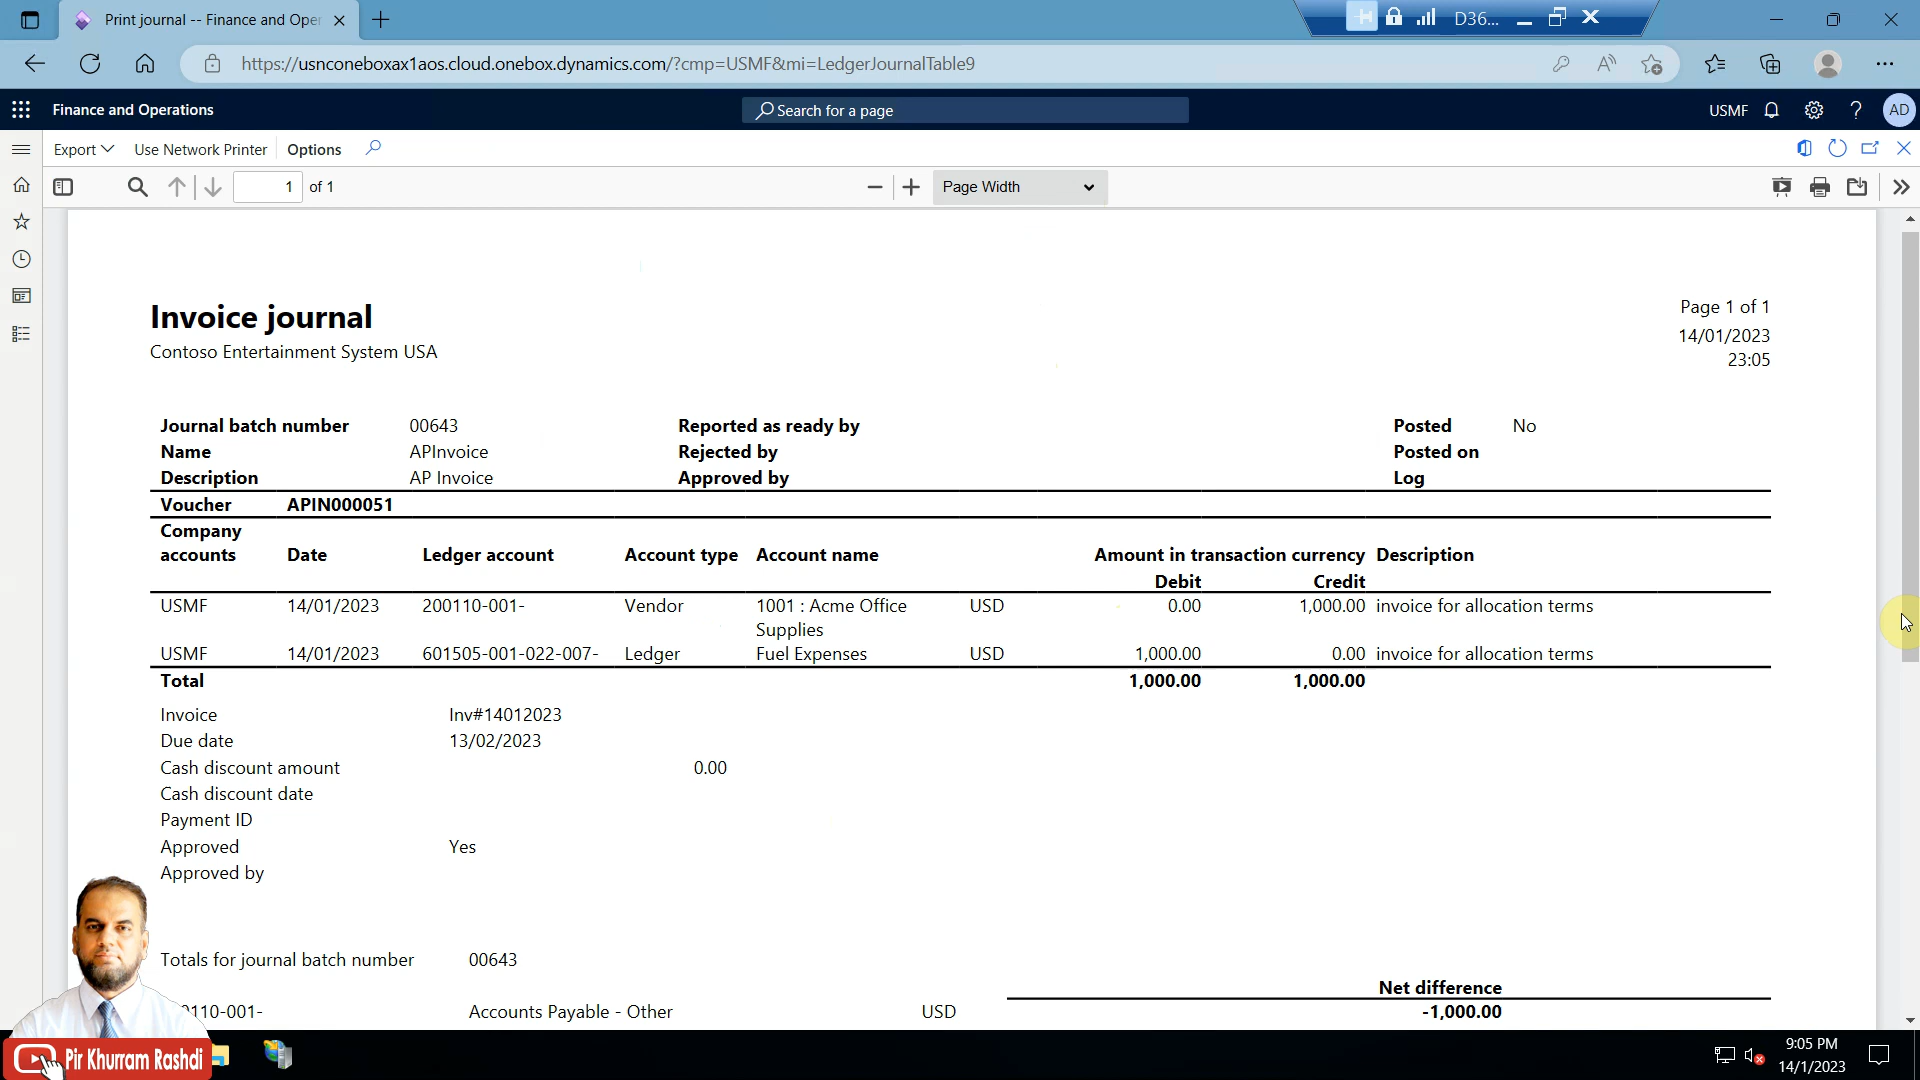 Print journal -- Finance and Oper
D36...
https://usnconeboxax1aos.cloud.onebox.dynamics.com/?cmp=USMF&mi=LedgerJournalTable9
Finance and Operations
Search for a page
USMF
AD
Export
Use Network Printer
Options
1 of 1
Page Width
Invoice journal
Contoso Entertainment System USA
Page 1 of 1
14/01/2023
23:05
Journal batch number 00643 Reported as ready by Posted No
Name APInvoice Rejected by Posted on
Description AP Invoice Approved by Log
Voucher APIN000051
Company
accounts Date Ledger account Account type Account name Amount in transaction currency Description
Debit Credit
USMF 14/01/2023 200110-001- Vendor 1001 : Acme Office USD 0.00 1,000.00 invoice for allocation terms
Supplies
USMF 14/01/2023 601505-001-022-007- Ledger Fuel Expenses USD 1,000.00 0.00 invoice for allocation terms
Total 1,000.00 1,000.00
Invoice Inv#14012023
Due date 13/02/2023
Cash discount amount 0.00
Cash discount date
Payment ID
Approved Yes
Approved by
Totals for journal batch number 00643
Net difference
110-001- Accounts Payable - Other USD -1,000.00
Pir Khurram Rashdi
9:05 PM
14/1/2023